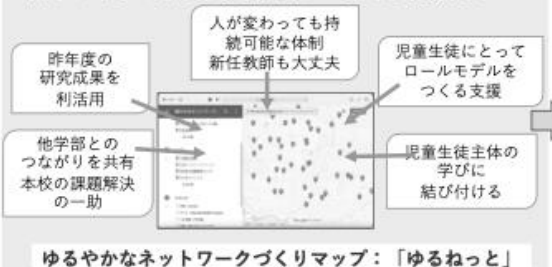 人が変わっても持
続可能な体制
新任教師も大丈夫
昨年度の
研究成果を
利活用
児童生徒にとって
ロールモデルを
つくる支援
他学部との
つながりを共有
本校の課題解決
の一助
児童生徒主体の
学びに
結び付ける
ゆるやかなネットワークづくりマップ：「ゆるねっと」